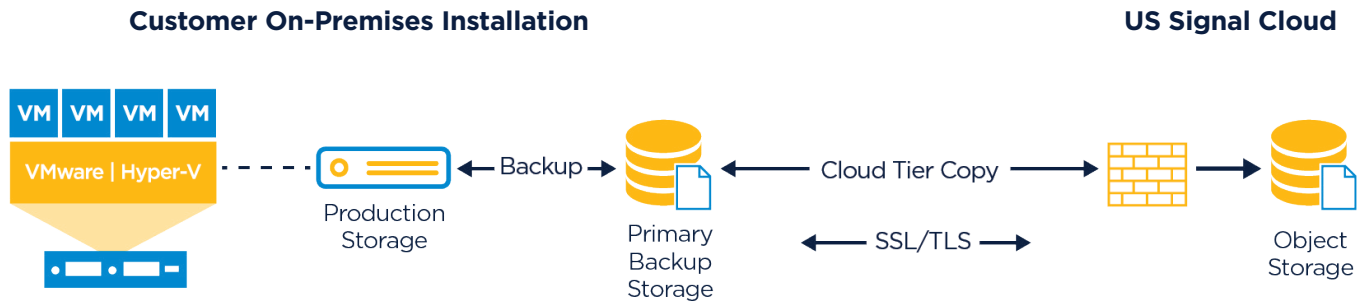 Customer On-Premises Installation
US Signal Cloud
VM VM VM VM
VMware | Hyper-V
Production
Storage
Backup
Primary
Backup
Storage
Cloud Tier Copy
SSL/TLS
Object
Storage